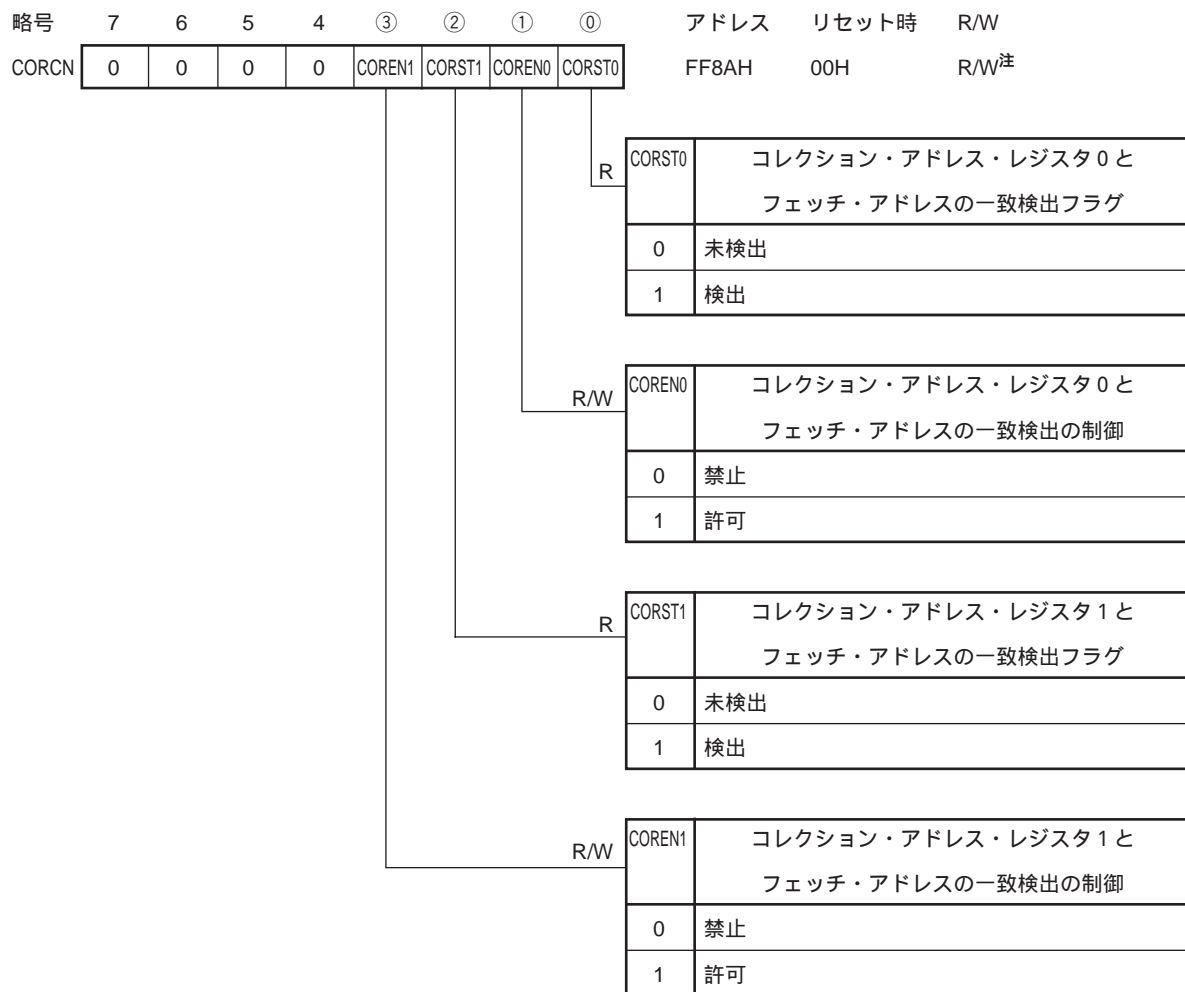 略号 7 6 5 4 ③ ② ① ⓪ アドレス リセット時 R/W
CORCN 0 0 0 0 COREN1 CORST1 COREN0 CORST0 FF8AH 00H R/W注
R CORST0 コレクション・アドレス・レジスタ0と
フェッチ・アドレスの一致検出フラグ
0 未検出
1 検出
R/W COREN0 コレクション・アドレス・レジスタ0と
フェッチ・アドレスの一致検出の制御
0 禁止
1 許可
R CORST1 コレクション・アドレス・レジスタ1と
フェッチ・アドレスの一致検出フラグ
0 未検出
1 検出
R/W COREN1 コレクション・アドレス・レジスタ1と
フェッチ・アドレスの一致検出の制御
0 禁止
1 許可